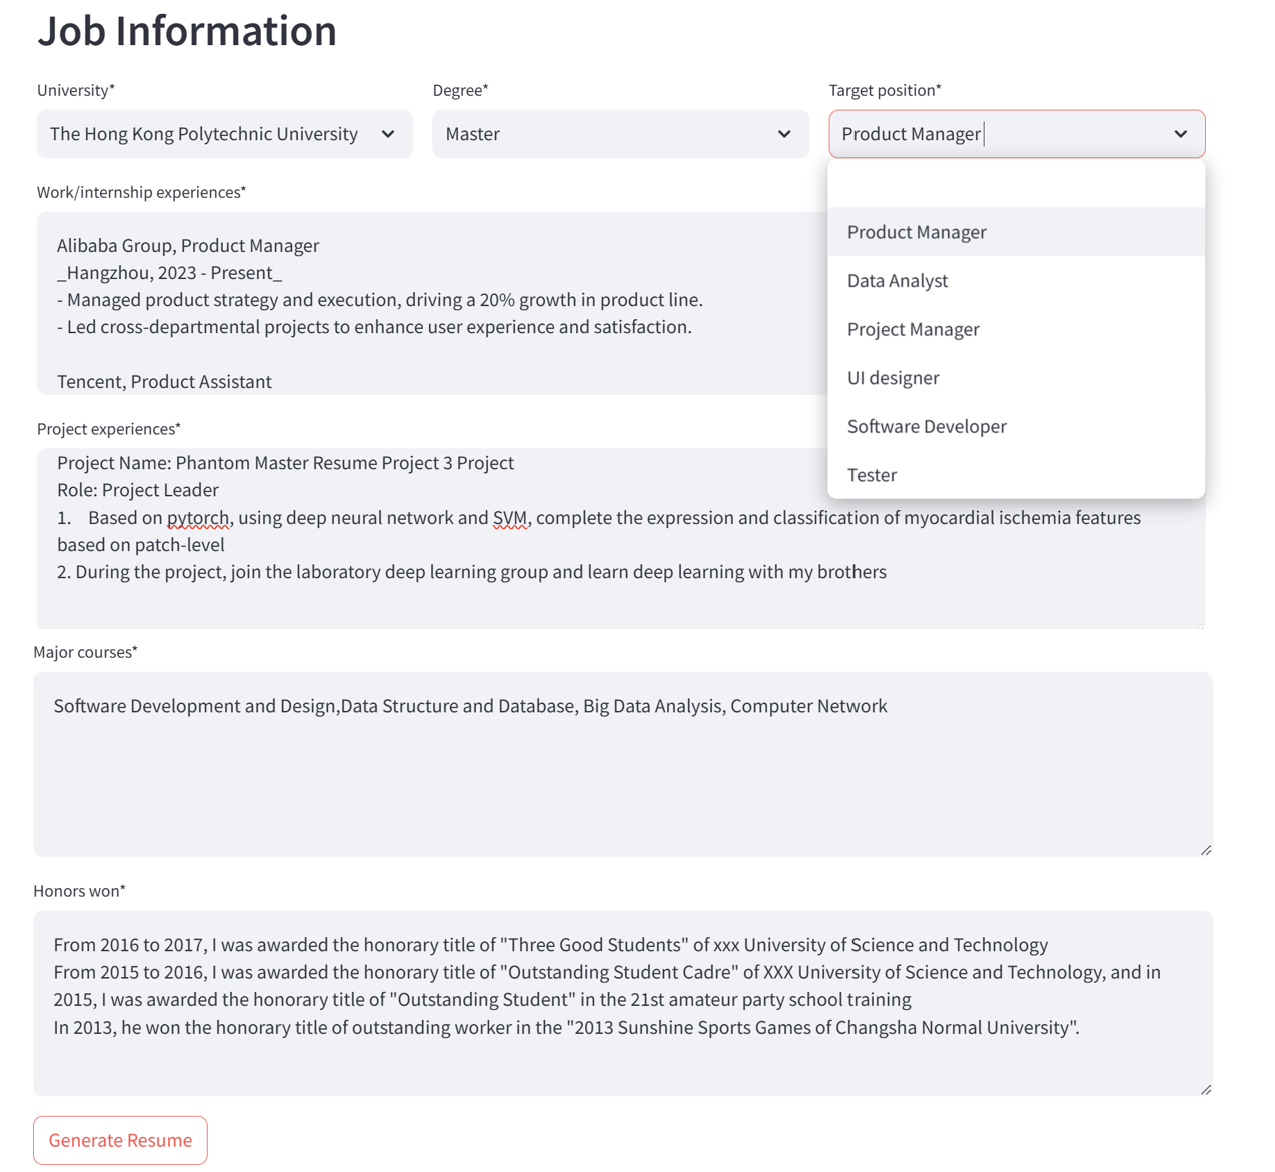 Job Information
University*
Degree*
Target position*
The Hong Kong Polytechnic University
Master
Product Manager
Product Manager
Data Analyst
Project Manager
UI designer
Software Developer
Tester
Work/internship experiences*
Alibaba Group, Product Manager
_Hangzhou, 2023 - Present_
- Managed product strategy and execution, driving a 20% growth in product line.
- Led cross-departmental projects to enhance user experience and satisfaction.
Tencent, Product Assistant
Project experiences*
Project Name: Phantom Master Resume Project 3 Project
Role: Project Leader
1. Based on pytorch, using deep neural network and SVM, complete the expression and classification of myocardial ischemia features
based on patch-level
2. During the project, join the laboratory deep learning group and learn deep learning with my brothers
Major courses*
Software Development and Design,Data Structure and Database, Big Data Analysis, Computer Network
Honors won*
From 2016 to 2017, I was awarded the honorary title of "Three Good Students" of xxx University of Science and Technology
From 2015 to 2016, I was awarded the honorary title of "Outstanding Student Cadre" of XXX University of Science and Technology, and in
2015, I was awarded the honorary title of "Outstanding Student" in the 21st amateur party school training
In 2013, he won the honorary title of outstanding worker in the "2013 Sunshine Sports Games of Changsha Normal University".
Generate Resume